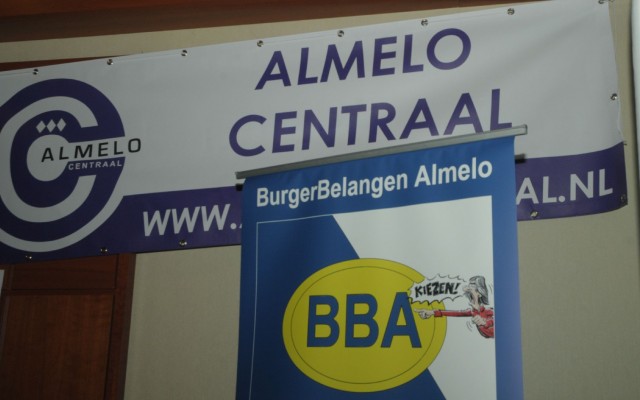 ALMELO
CENTRAAL
ALMELO
CENTRAAL
WWW.
AL.NL
BurgerBelangen Almelo
BBA
KIEZEN!